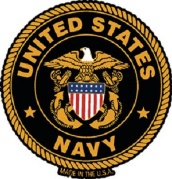 UNITED STATES
NAVY
MADE IN THE U.S.A.